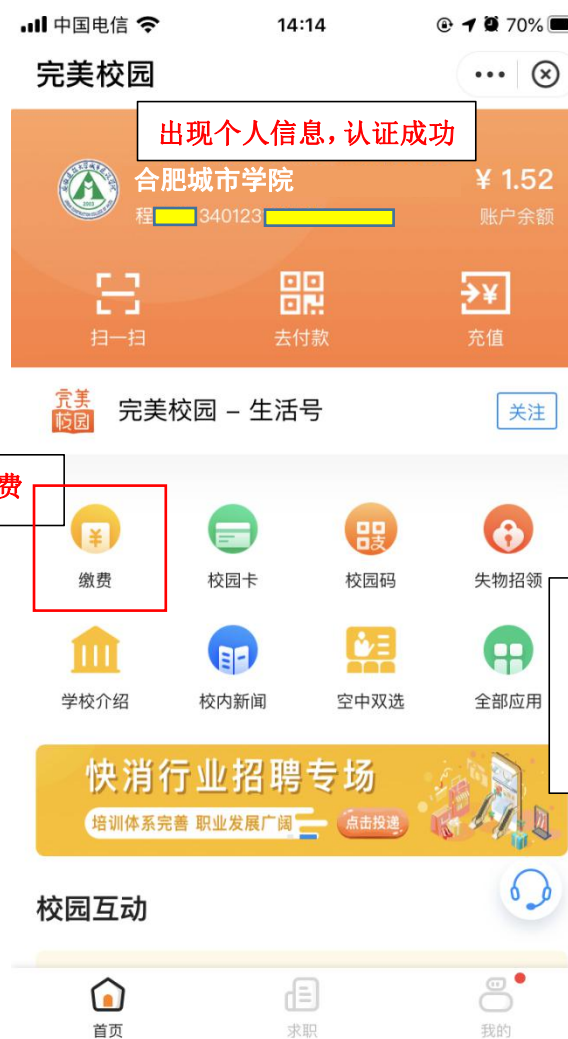 中国电信 14:14 70%
完美校园
出现个人信息，认证成功
合肥城市学院 ¥ 1.52
程 340123 账户余额
扫一扫 去付款 充值
完美校园
完美校园 – 生活号 关注
费
缴费 校园卡 校园码 失物招领
学校介绍 校内新闻 空中双选 全部应用
快消行业招聘专场
培训体系完善 职业发展广阔 点击投递
校园互动
首页 求职 我的